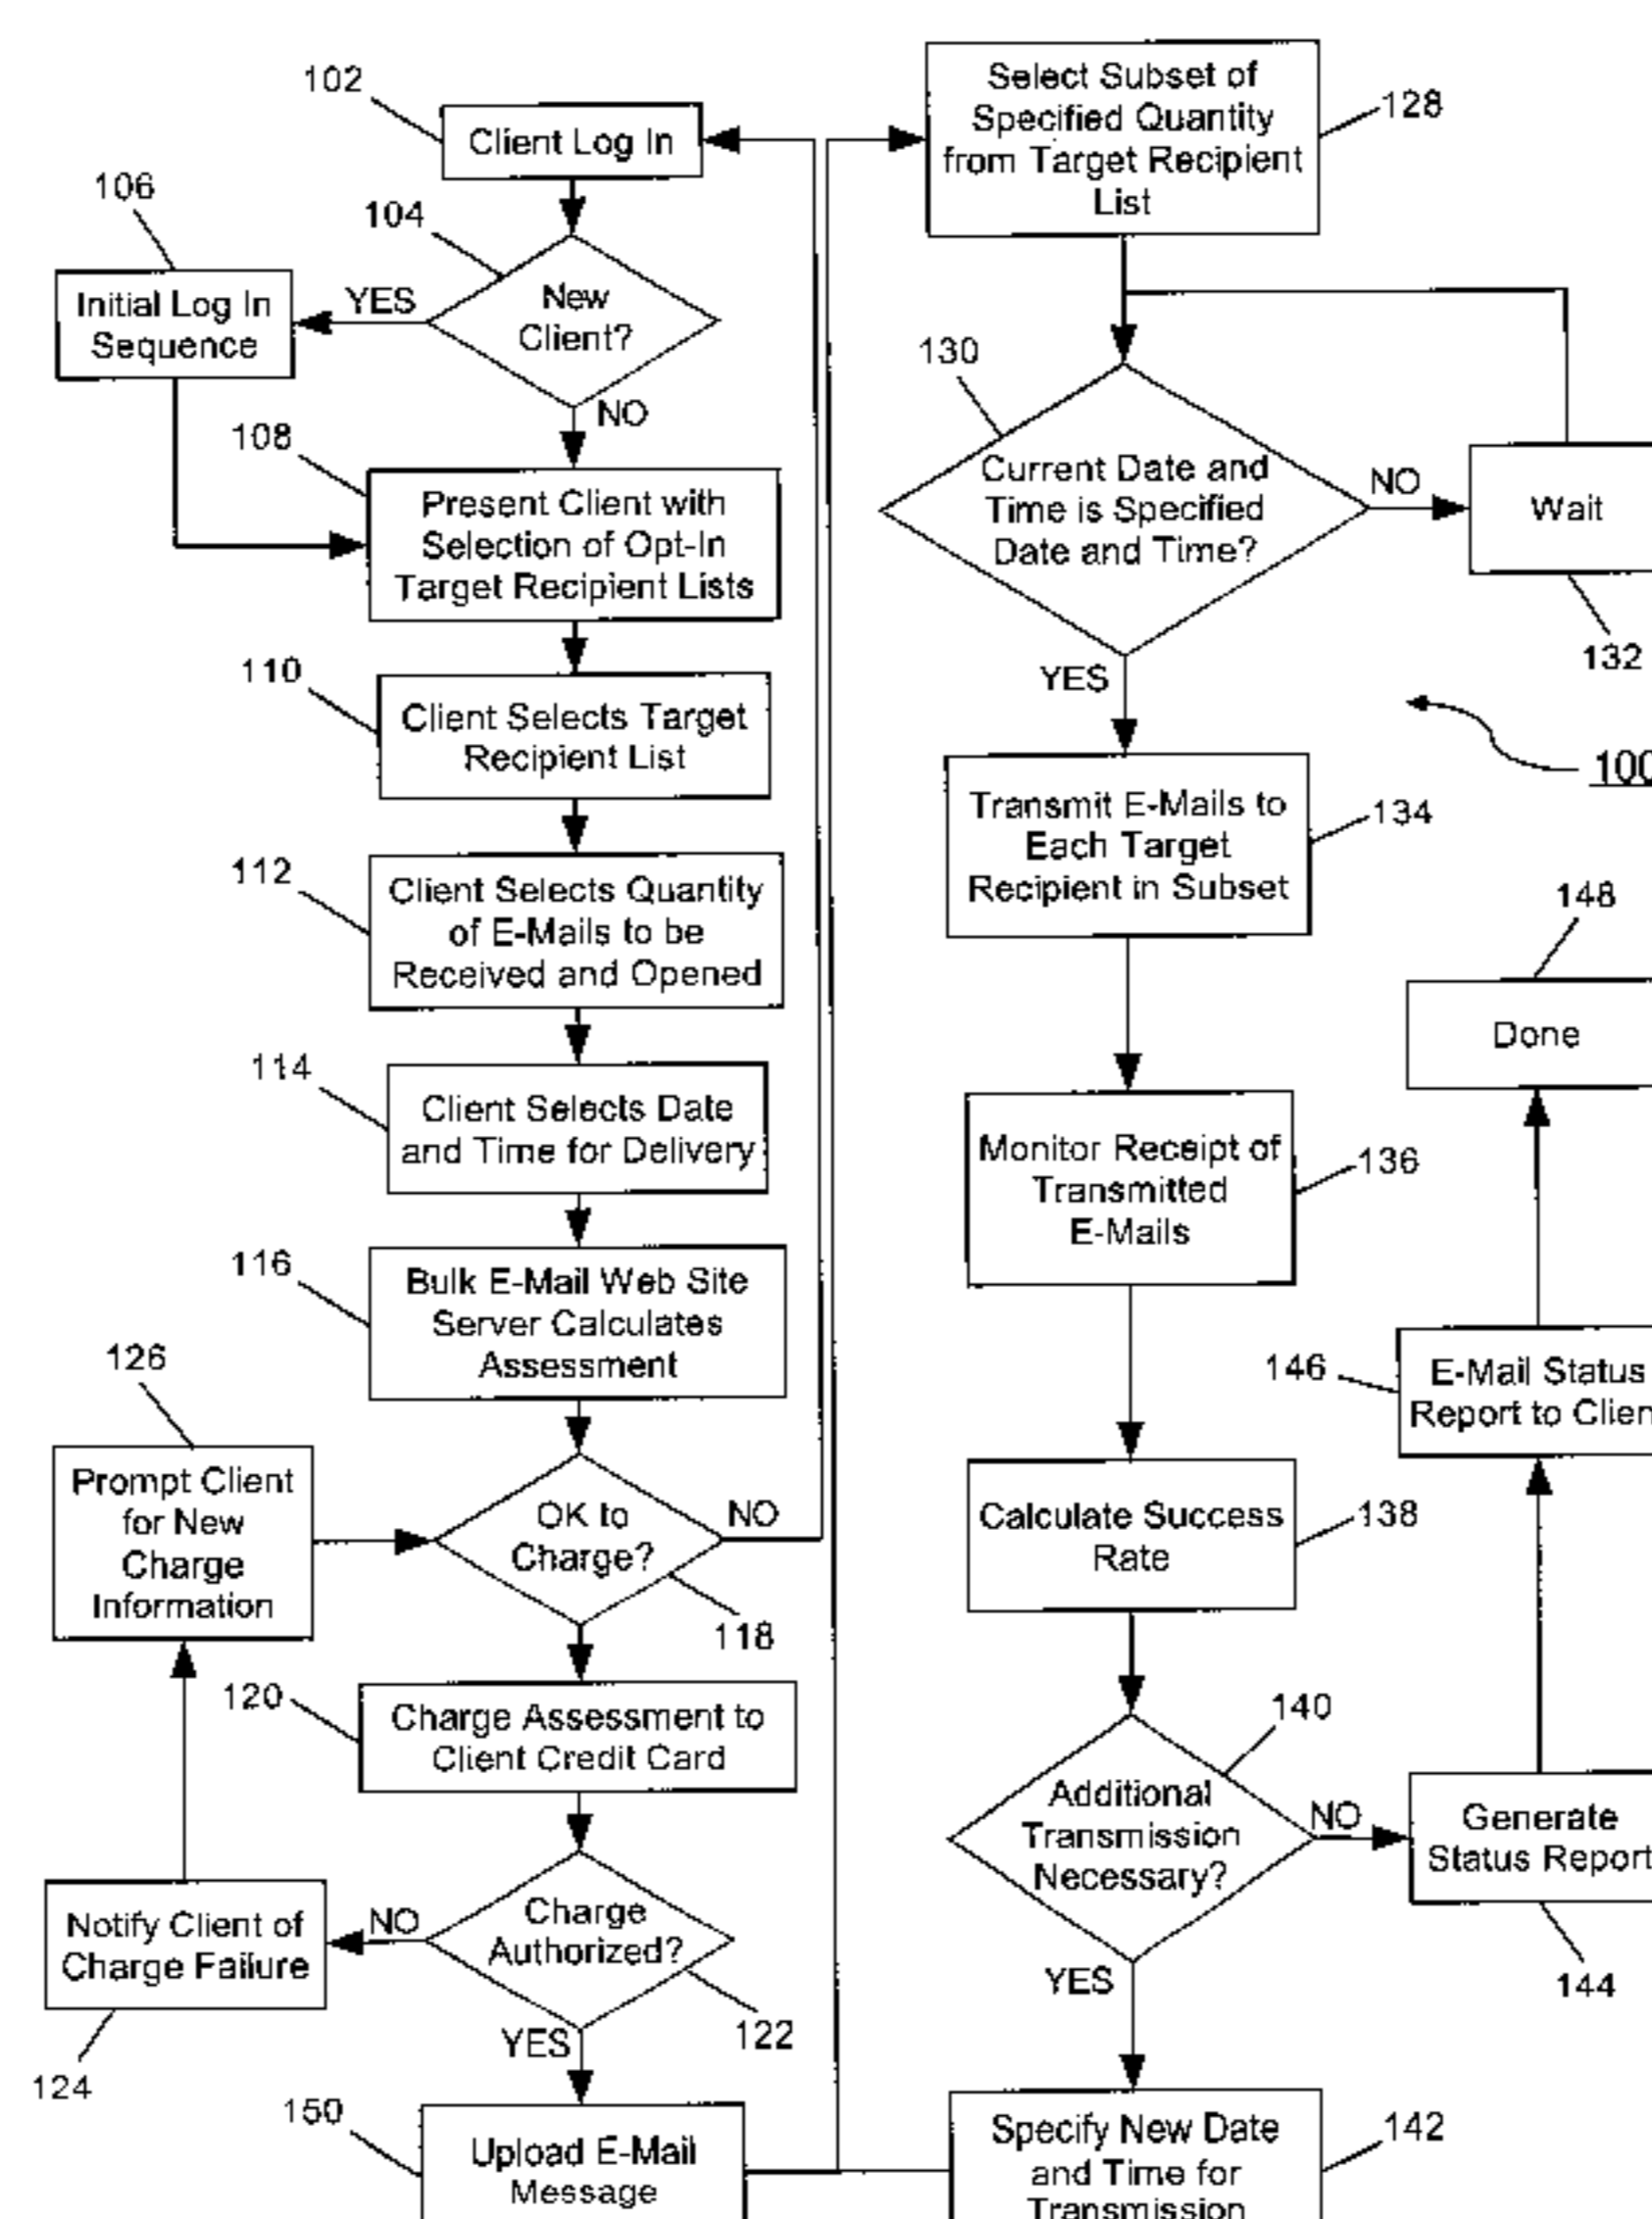 102
Client Log In
106
104
Initial Log In
Sequence
YES
New
Client?
NO
108
Present Client with
Selection of Opt-In
Target Recipient Lists
110
Client Selects Target
Recipient List
112
Client Selects Quantity
of E-Mails to be
Received and Opened
114
Client Selects Date
and Time for Delivery
116
Bulk E-Mail Web Site
Server Calculates
Assessment
126
Prompt Client
for New
Charge
Information
OK to
Charge?
NO
118
120
Charge Assessment to
Client Credit Card
Notify Client of
Charge Failure
NO
Charge
Authorized?
122
YES
124
150
Upload E-Mail
Message
Select Subset of
Specified Quantity
from Target Recipient
List
128
130
Current Date and
Time is Specified
Date and Time?
NO
Wait
132
YES
100
Transmit E-Mails to
Each Target
Recipient in Subset
134
148
Done
Monitor Receipt of
Transmitted
E-Mails
136
146
E-Mail Status
Report to Clien
Calculate Success
Rate
138
140
Additional
Transmission
Necessary?
NO
Generate
Status Report
144
YES
Specify New Date
and Time for
Transmission
142